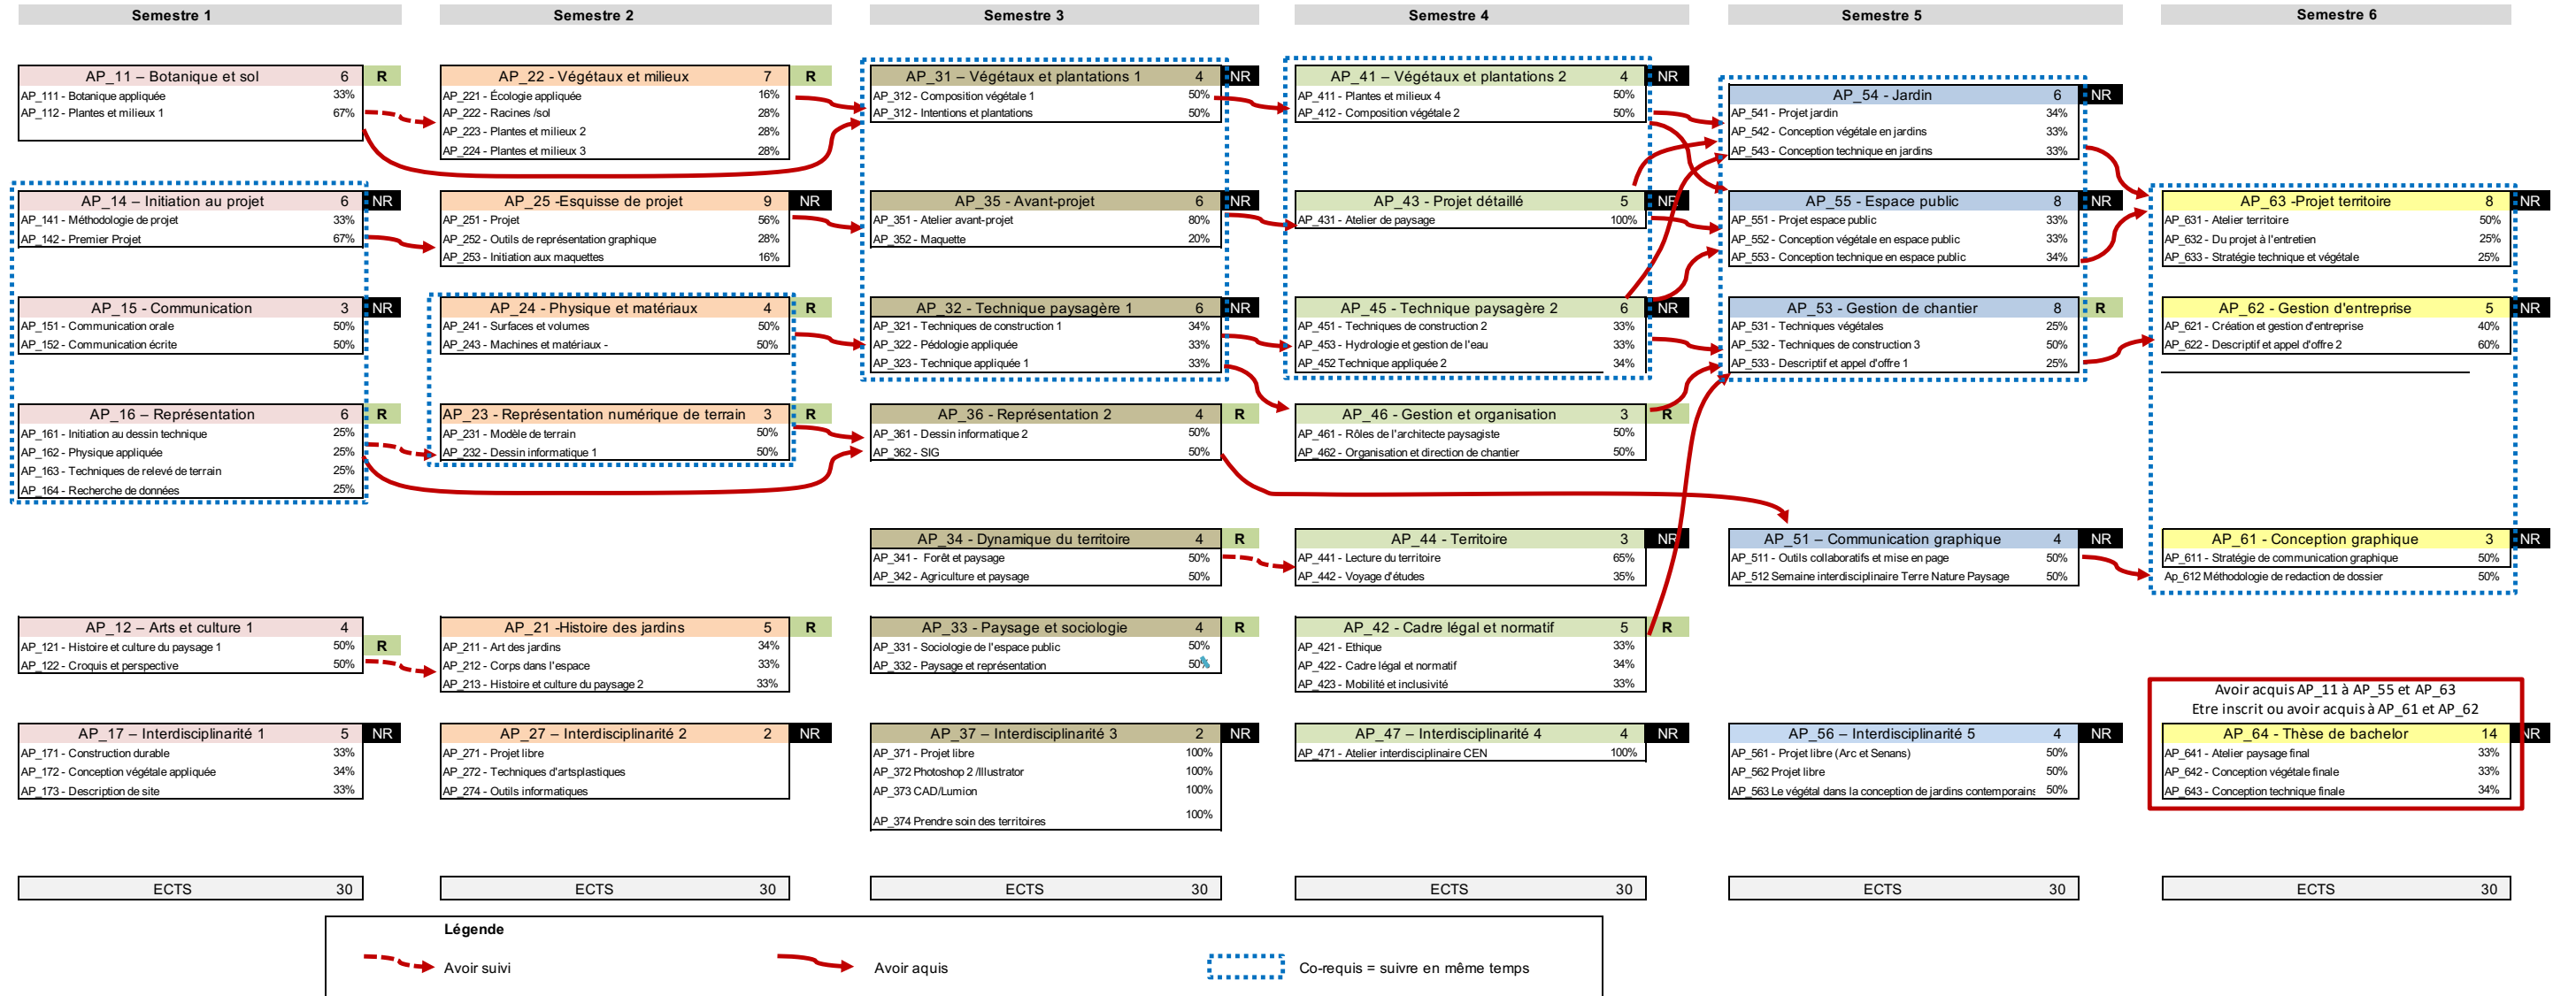 Semestre 1
Semestre 2
Semestre 3
Semestre 4
Semestre 5
Semestre 6
AP_11 – Botanique et sol 6 R
AP_111 - Botanique appliquée 33%
AP_112 - Plantes et milieux 1 67%
AP_14 – Initiation au projet 6 NR
AP_141 - Méthodologie de projet 33%
AP_142 - Premier Projet 67%
AP_15 - Communication 3 NR
AP_151 - Communication orale 50%
AP_152 - Communication écrite 50%
AP_16 – Représentation 6 R
AP_161 - Initiation au dessin technique 25%
AP_162 - Physique appliquée 25%
AP_163 - Techniques de relevé de terrain 25%
AP_164 - Recherche de données 25%
AP_12 – Arts et culture 1 4
AP_121 - Histoire et culture du paysage 1 50% R
AP_122 - Croquis et perspective 50%
AP_17 – Interdisciplinarité 1 5 NR
AP_171 - Construction durable 33%
AP_172 - Conception végétale appliquée 34%
AP_173 - Description de site 33%
ECTS 30
AP_22 - Végétaux et milieux 7 R
AP_221 - Écologie appliquée 16%
AP_222 - Racines /sol 28%
AP_223 - Plantes et milieux 2 28%
AP_224 - Plantes et milieux 3 28%
AP_25 -Esquisse de projet 9 NR
AP_251 - Projet 56%
AP_252 - Outils de représentation graphique 28%
AP_253 - Initiation aux maquettes 16%
AP_24 - Physique et matériaux 4 R
AP_241 - Surfaces et volumes 50%
AP_243 - Machines et matériaux - 50%
AP_23 - Représentation numérique de terrain 3 R
AP_231 - Modèle de terrain 50%
AP_232 - Dessin informatique 1 50%
AP_21 -Histoire des jardins 5 R
AP_211 - Art des jardins 34%
AP_212 - Corps dans l'espace 33%
AP_213 - Histoire et culture du paysage 2 33%
AP_27 – Interdisciplinarité 2 2 NR
AP_271 - Projet libre
AP_272 - Techniques d'artsplastiques
AP_274 - Outils informatiques
ECTS 30
AP_31 – Végétaux et plantations 1 4 NR
AP_312 - Composition végétale 1 50%
AP_312 - Intentions et plantations 50%
AP_35 - Avant-projet 6 NR
AP_351 - Atelier avant-projet 80%
AP_352 - Maquette 20%
AP_32 - Technique paysagère 1 6 NR
AP_321 - Techniques de construction 1 34%
AP_322 - Pédologie appliquée 33%
AP_323 - Technique appliquée 1 33%
AP_36 - Représentation 2 4 R
AP_361 - Dessin informatique 2 50%
AP_362 - SIG 50%
AP_34 - Dynamique du territoire 4 R
AP_341 - Forêt et paysage 50%
AP_342 - Agriculture et paysage 50%
AP_33 - Paysage et sociologie 4 R
AP_331 - Sociologie de l'espace public 50%
AP_332 - Paysage et représentation 50%
AP_37 – Interdisciplinarité 3 2 NR
AP_371 - Projet libre 100%
AP_372 Photoshop 2 /Illustrator 100%
AP_373 CAD/Lumion 100%
AP_374 Prendre soin des territoires 100%
ECTS 30
AP_41 – Végétaux et plantations 2 4 NR
AP_411 - Plantes et milieux 4 50%
AP_412 - Composition végétale 2 50%
AP_43 - Projet détaillé 5 NR
AP_431 - Atelier de paysage 100%
AP_45 - Technique paysagère 2 6 NR
AP_451 - Techniques de construction 2 33%
AP_453 - Hydrologie et gestion de l'eau 33%
AP_452 Technique appliquée 2 34%
AP_46 - Gestion et organisation 3 R
AP_461 - Rôles de l'architecte paysagiste 50%
AP_462 - Organisation et direction de chantier 50%
AP_44 - Territoire 3 NR
AP_441 - Lecture du territoire 65%
AP_442 - Voyage d'études 35%
AP_42 - Cadre légal et normatif 5 R
AP_421 - Ethique 33%
AP_422 - Cadre légal et normatif 34%
AP_423 - Mobilité et inclusivité 33%
AP_47 - Interdisciplinarité 4 4 NR
AP_471 - Atelier interdisciplinaire CEN 100%
ECTS 30
AP_54 - Jardin 6 NR
AP_541 - Projet jardin 34%
AP_542 - Conception végétale en jardins 33%
AP_543 - Conception technique en jardins 33%
AP_55 - Espace public 8 NR
AP_551 - Projet espace public 33%
AP_552 - Conception végétale en espace public 33%
AP_553 - Conception technique en espace public 34%
AP_53 - Gestion de chantier 8 R
AP_531 - Techniques végétales 25%
AP_532 - Techniques de construction 3 50%
AP_533 - Descriptif et appel d'offre 1 25%
AP_51 – Communication graphique 4 NR
AP_511 - Outils collaboratifs et mise en page 50%
AP_512 Semaine interdisciplinaire Terre Nature Paysage 50%
AP_56 – Interdisciplinarité 5 4 NR
AP_561 - Projet libre (Arc et Senans) 50%
AP_562 Projet libre 50%
AP_563 Le végétal dans la conception de jardins contemporains 50%
ECTS 30
AP_63 -Projet territoire 8 NR
AP_631 - Atelier territoire 50%
AP_632 - Du projet à l'entretien 25%
AP_633 - Stratégie technique et végétale 25%
AP_62 - Gestion d'entreprise 5 NR
AP_621 - Création et gestion d'entreprise 40%
AP_622 - Descriptif et appel d'offre 2 60%
AP_61 - Conception graphique 3 NR
AP_611 - Stratégie de communication graphique 50%
Ap_612 Méthodologie de redaction de dossier 50%
Avoir acquis AP_11 à AP_55 et AP_63
Etre inscrit ou avoir acquis à AP_61 et AP_62
AP_64 - Thèse de bachelor 14 NR
AP_641 - Atelier paysage final 33%
AP_642 - Conception végétale finale 33%
AP_643 - Conception technique finale 34%
ECTS 30
Légende
Avoir suivi
Avoir aquis
Co-requis = suivre en même temps